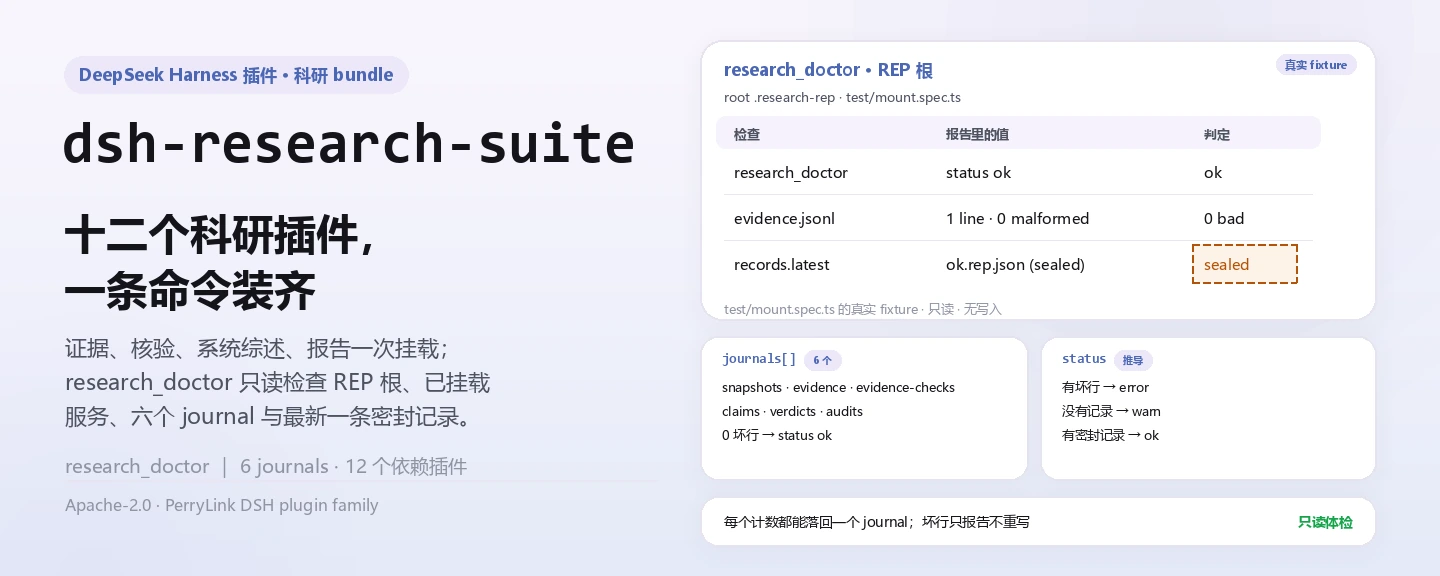 DeepSeek Harness 插件 • 科研 bundle
dsh-research-suite
十二个科研插件,
一条命令装齐
证据、核验、系统综述、报告一次挂载；
research_doctor 只读检查 REP 根、已挂载
服务、六个 journal 与最新一条密封记录。
research_doctor | 6 journals · 12 个依赖插件
Apache-2.0 · PerryLink DSH plugin family
research_doctor • REP 根
真实 fixture
root .research-rep · test/mount.spec.ts
检查 报告里的值 判定
research_doctor status ok ok
evidence.jsonl 1 line · 0 malformed 0 bad
records.latest ok.rep.json (sealed) sealed
test/mount.spec.ts 的真实 fixture · 只读 · 无写入
journals[] 6 个
snapshots · evidence · evidence-checks
claims · verdicts · audits
0 坏行 → status ok
status 推导
有坏行 → error
没有记录 → warn
有密封记录 → ok
每个计数都能落回一个 journal；坏行只报告不重写
只读体检